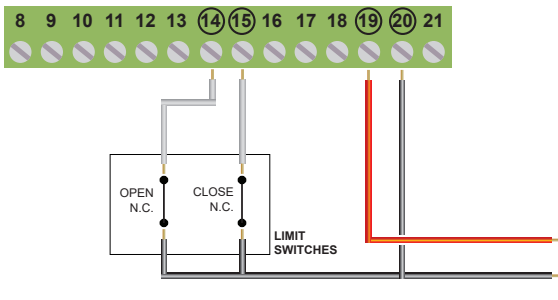 8 9 10 11 12 13 14 15 16 17 18 19 20 21
OPEN
N.C.
CLOSE
N.C.
LIMIT
SWITCHES